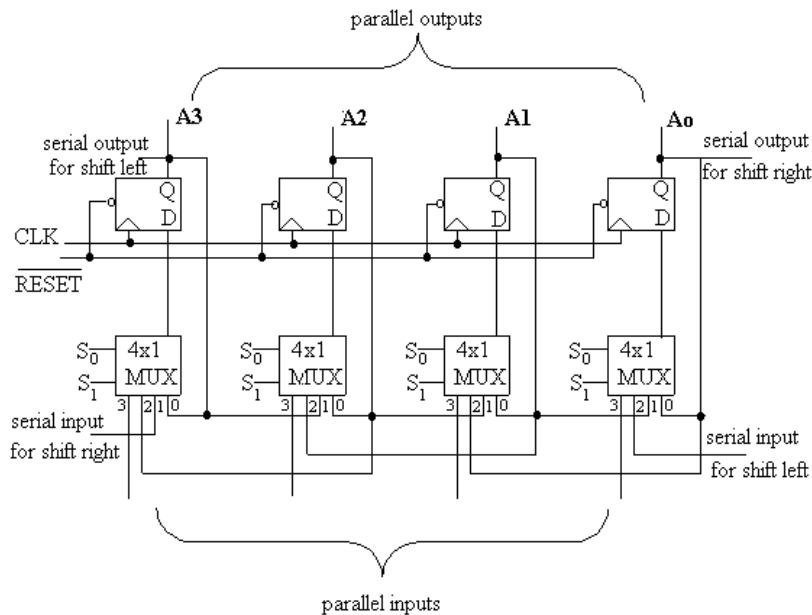 parallel outputs
A3 A2 A1 Ao
serial output
for shift left
serial output
for shift right
Q Q Q Q
D D D D
CLK
RESET
S0 4x1 S0 4x1 S0 4x1 S0 4x1
S1 MUX S1 MUX S1 MUX S1 MUX
3 2 1 0 3 2 1 0 3 2 1 0 3 2 1 0
serial input
for shift right
serial input
for shift left
parallel inputs